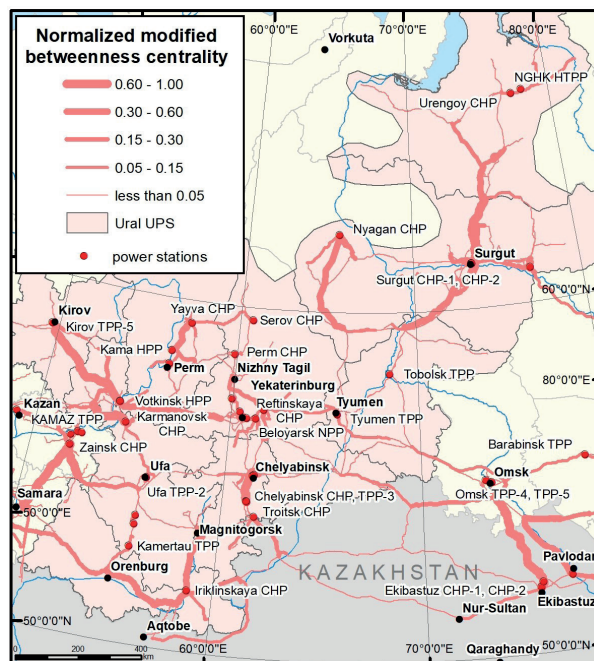 60°0'0"E
70°0'0"E
80°0'0"E
Normalized modified
betweenness centrality
0.60 - 1.00
0.30 - 0.60
0.15 - 0.30
0.05 - 0.15
less than 0.05
Ural UPS
power stations
Vorkuta
NGHK HTPP
Urengoy CHP
Nyagan CHP
Surgut
Surgut CHP-1, CHP-2
60°0'0"N
Kirov
Kirov TPP-5
Yayva CHP
Serov CHP
Kama HPP
Perm CHP
Perm
Nizhny Tagil
Tobolsk TPP
80°0'0"E
Yekaterinburg
Kazan
Votkinsk HPP
Reftinskaya
CHP
Tyumen
KAMAZ TPP
Karmanovsk
CHP
Tyumen TPP
Beloyarsk NPP
Zainsk CHP
Barabinsk TPP
Ufa
Chelyabinsk
Omsk
Samara
Ufa TPP-2
Chelyabinsk CHP, TPP-3
Omsk TPP-4, TPP-5
50°0'0"N
Troitsk CHP
Magnitogorsk
Kamertau TPP
Pavlodar
Orenburg
KAZAKHSTAN
Iriklinskaya CHP
Ekibastuz CHP-1, CHP-2
Ekibastuz
50°0'0"N
Nur-Sultan
Aqtobe
60°0'0"E
70°0'0"E
50°0'0"N
Qaraghandy
0
200
400
km